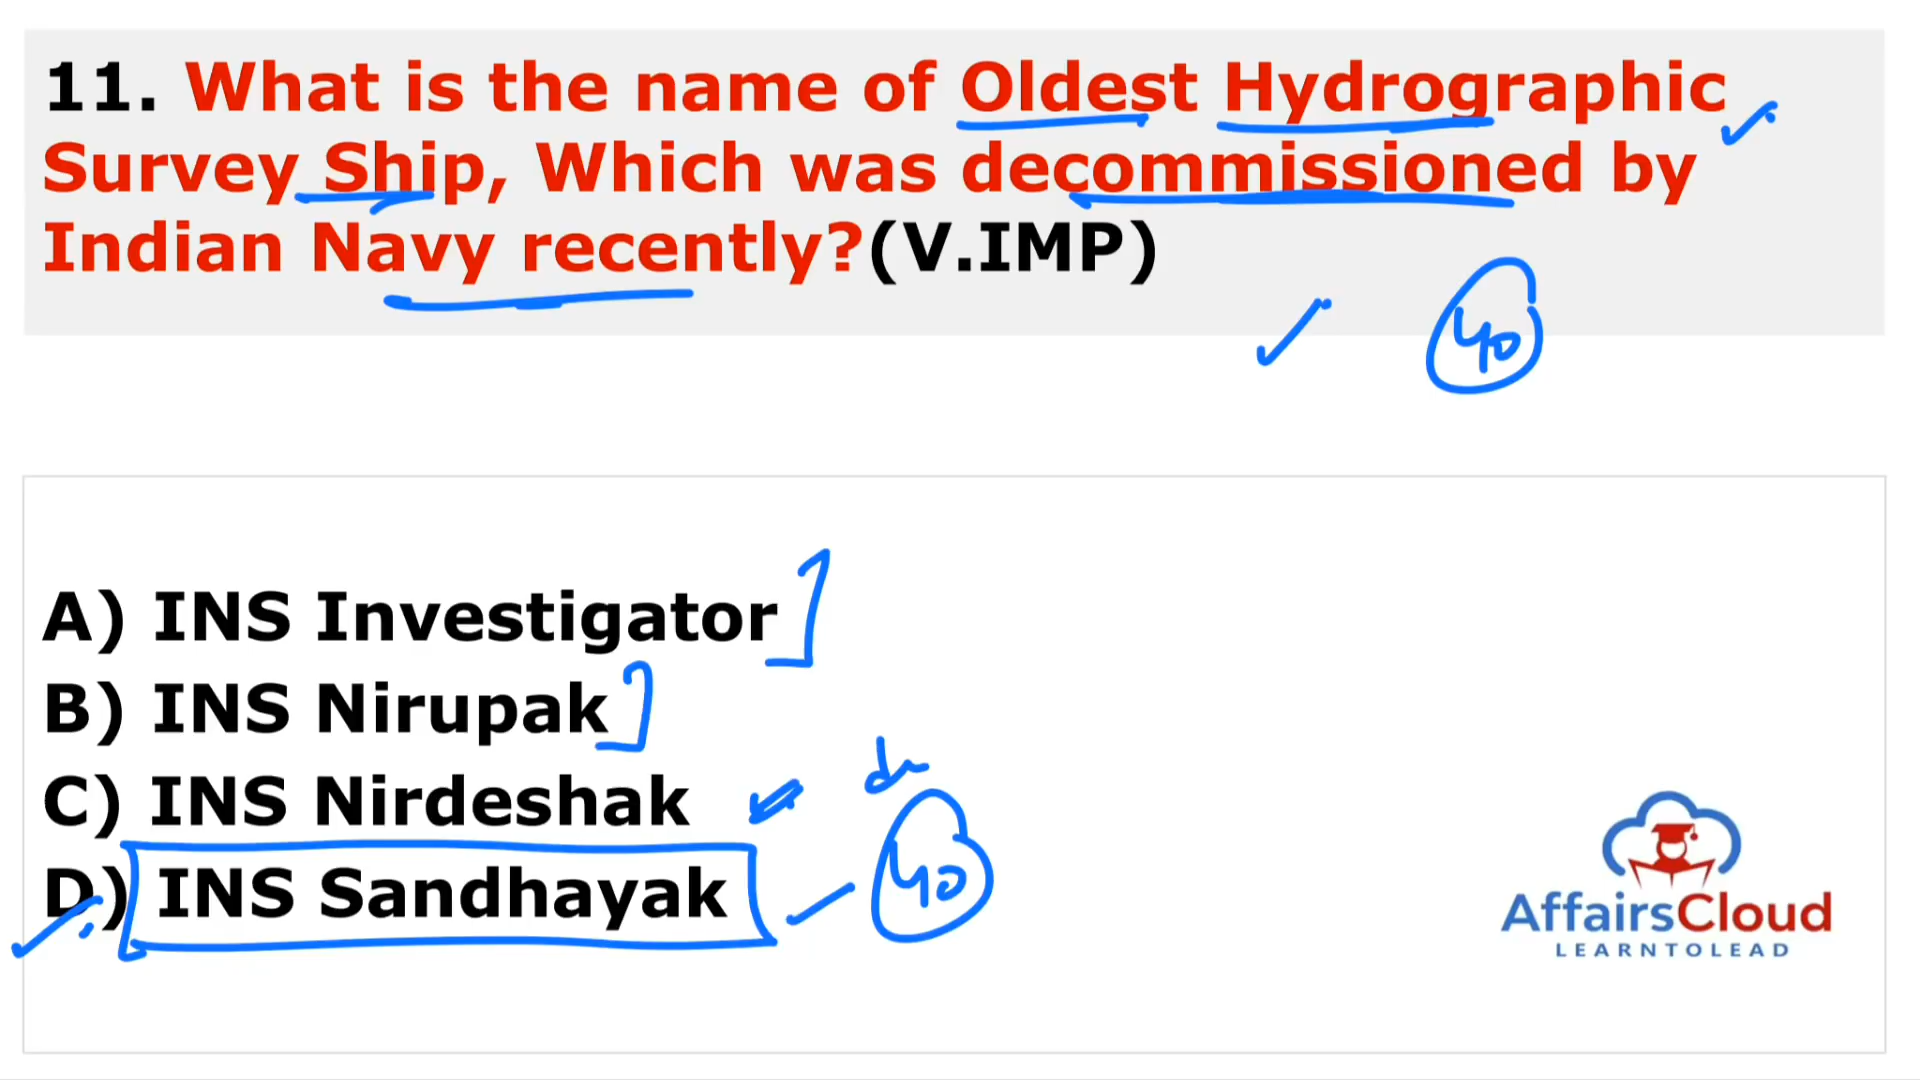 11. What is the name of Oldest Hydrographic
Survey Ship, Which was decommissioned by
Indian Navy recently?(V.IMP)
40
A) INS Investigator
B) INS Nirupak
C) INS Nirdeshak
D) INS Sandhayak
40
AffairsCloud
LEARNTOLEAD